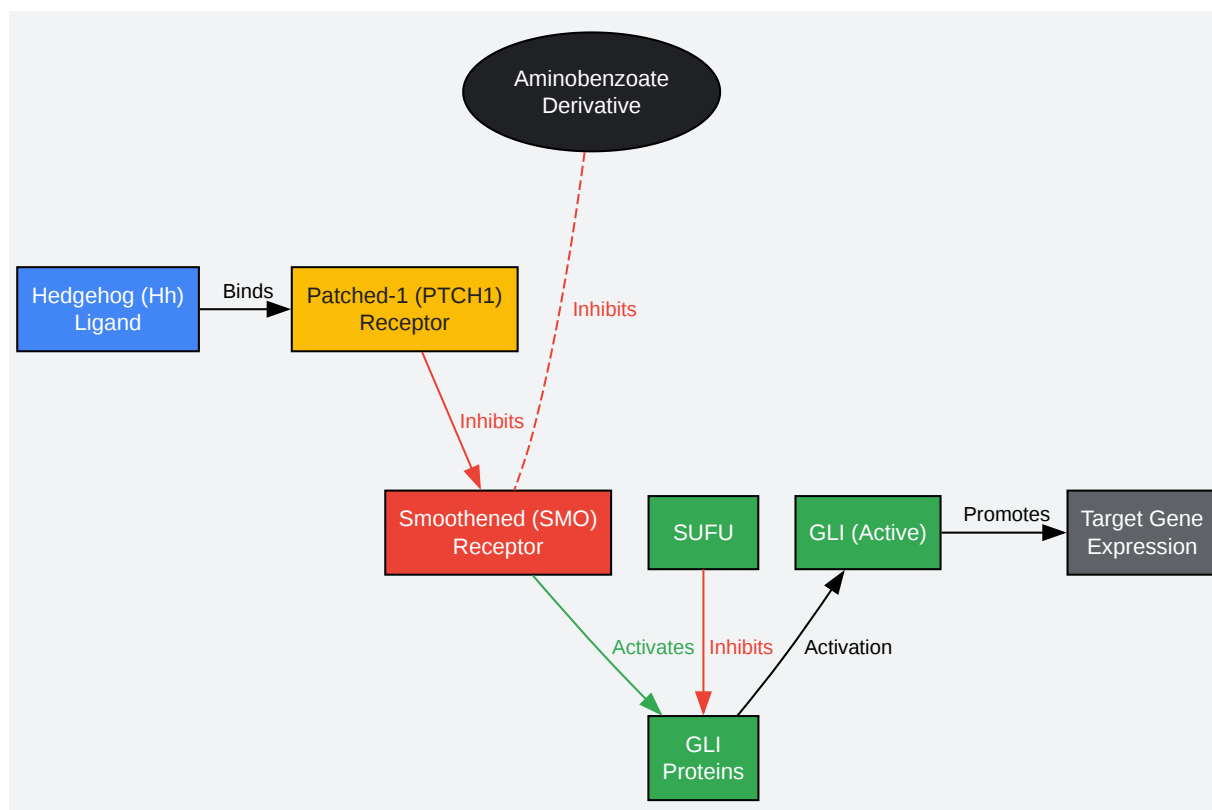 Aminobenzoate
Derivative
Hedgehog (Hh)
Ligand
Binds
Patched-1 (PTCH1)
Receptor
Inhibits
Inhibits
Smoothened (SMO)
Receptor
SUFU
GLI (Active)
Promotes
Target Gene
Expression
Activates
Inhibits
Activation
GLI
Proteins